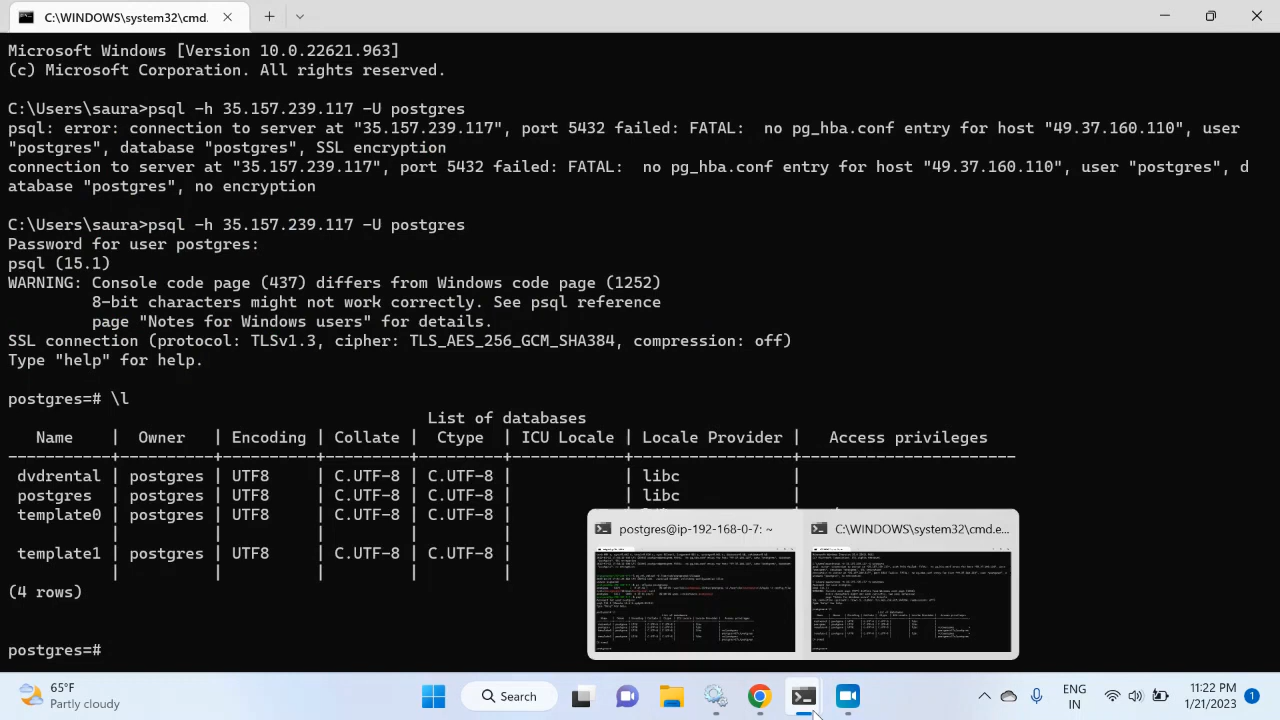 C:\WINDOWS\system32\cmd.
Microsoft Windows [Version 10.0.22621.963]
(c) Microsoft Corporation. All rights reserved.
C:\Users\saura>psql -h 35.157.239.117 -U postgres
psql: error: connection to server at "35.157.239.117", port 5432 failed: FATAL:  no pg_hba.conf entry for host "49.37.160.110", user
"postgres", database "postgres", SSL encryption
connection to server at "35.157.239.117", port 5432 failed: FATAL:  no pg_hba.conf entry for host "49.37.160.110", user "postgres", d
atabase "postgres", no encryption
C:\Users\saura>psql -h 35.157.239.117 -U postgres
Password for user postgres:
psql (15.1)
WARNING: Console code page (437) differs from Windows code page (1252)
         8-bit characters might not work correctly. See psql reference
         page "Notes for Windows users" for details.
SSL connection (protocol: TLSv1.3, cipher: TLS_AES_256_GCM_SHA384, compression: off)
Type "help" for help.
postgres=# \l
List of databases
Name | Owner | Encoding | Collate | Ctype | ICU Locale | Locale Provider | Access privileges
-----------+----------+----------+---------+---------+------------+-----------------+-----------------------
dvdrental | postgres | UTF8 | C.UTF-8 | C.UTF-8 | | libc |
postgres | postgres | UTF8 | C.UTF-8 | C.UTF-8 | | libc |
template0 | postgres | UTF8 | C.UTF-8 | C.UTF-8 |
postgres@ip-192-168-0-7: ~
C:\WINDOWS\system32\cmd.e...
template1 | postgres | UTF8 | C.UTF-8 | C.UTF-8 |
(4 rows)
postgres=#
65°F
Partly cloudy
Search
ENG
IN
11:22 PM
1/21/2023
1